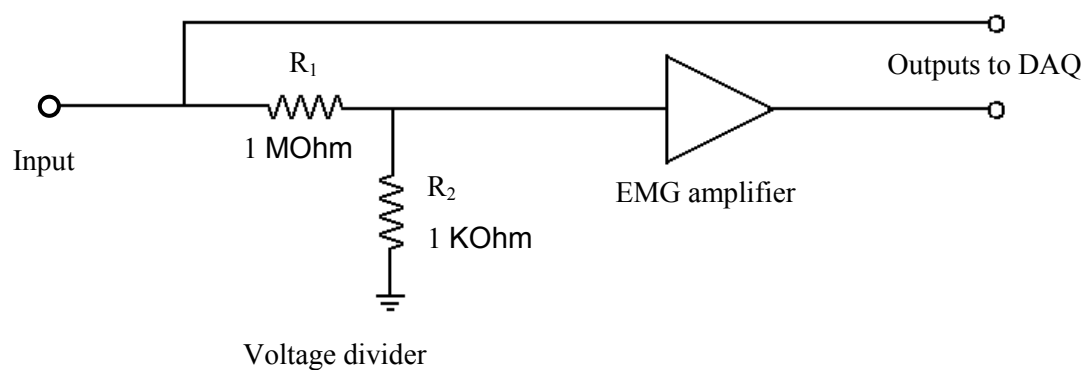 R₁
1 MOhm
Input
R₂
1 KOhm
EMG amplifier
Outputs to DAQ
Voltage divider